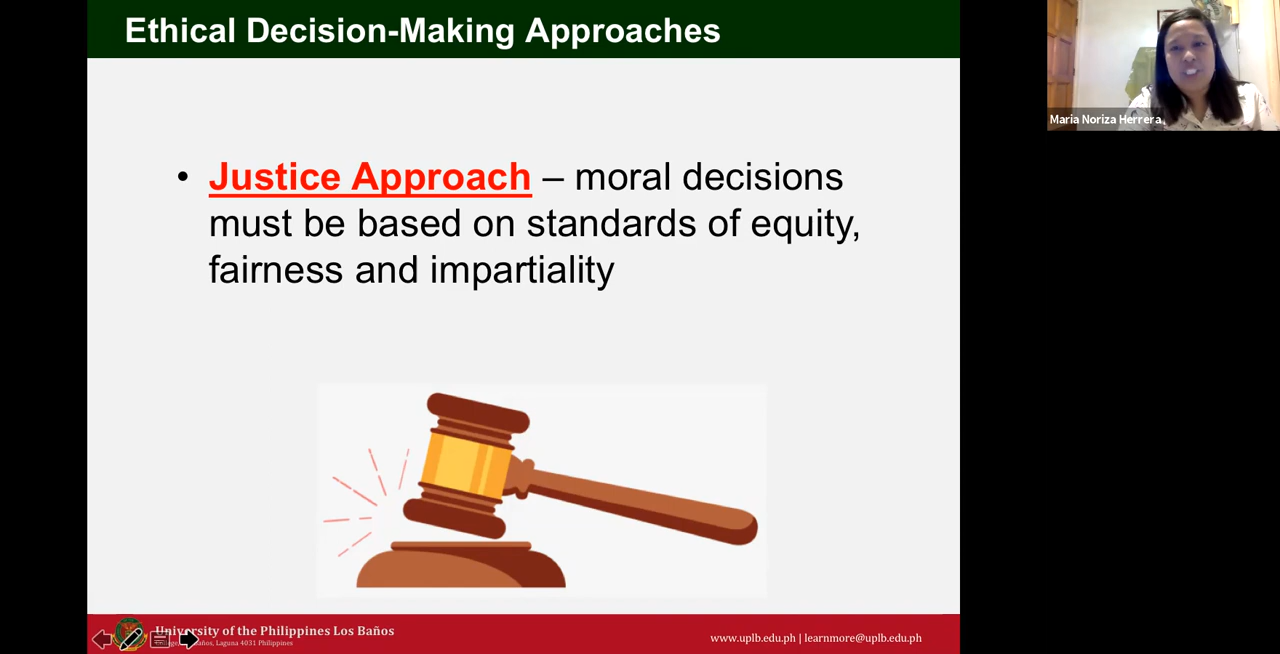 Ethical Decision-Making Approaches
Maria Noriza Herrera
• Justice Approach – moral decisions
must be based on standards of equity,
fairness and impartiality
University of the Philippines Los Baños
Laguna 4031 Philippines
www.uplb.edu.ph | learnmore@uplb.edu.ph